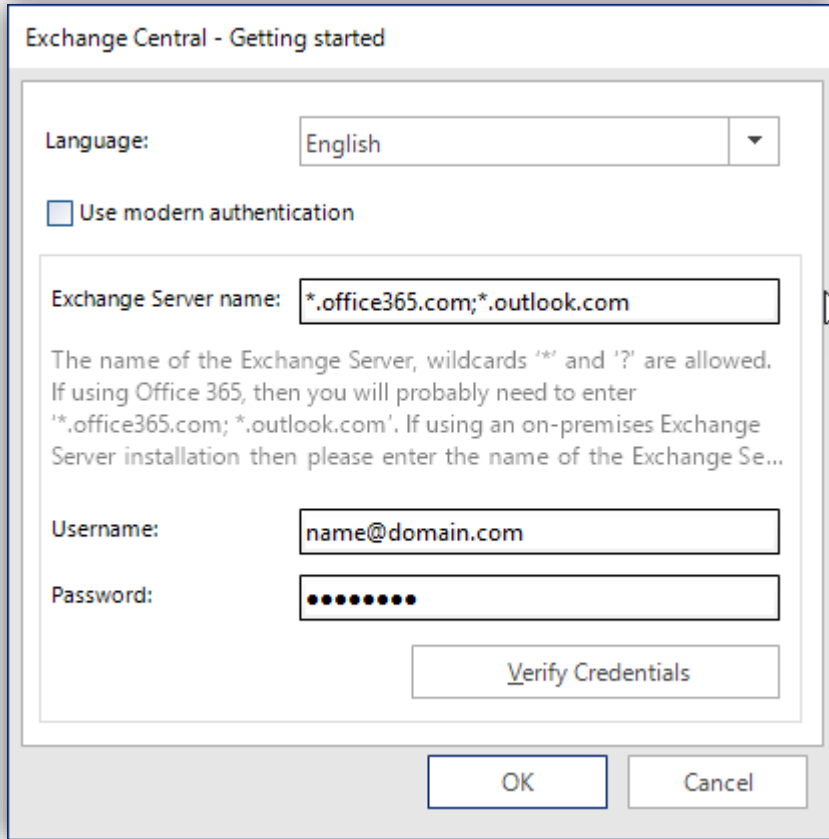 Exchange Central - Getting started
Language: English
Use modern authentication
Exchange Server name: *.office365.com;*.outlook.com
The name of the Exchange Server, wildcards ‘*’ and ‘?’ are allowed.
If using Office 365, then you will probably need to enter
‘*.office365.com; *.outlook.com’. If using an on-premises Exchange
Server installation then please enter the name of the Exchange Se...
Username: name@domain.com
Password: ●●●●●●●●
Verify Credentials
OK Cancel